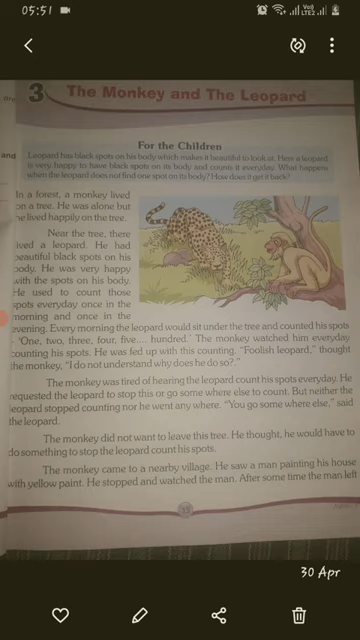 05:51
Vo)
LTE2
3 The Monkey and The Leopard
and
For the Children
Leopard has black spots on his body which makes it beautiful to look at. Here a leopard
is very happy to have black spots on its body and counts it everyday. What happens
when the leopard does not find one spot on its body? How does it get it back?
In a forest, a monkey lived
on a tree. He was alone but
he lived happily on the tree.
Near the tree, there
lived a leopard. He had
beautiful black spots on his
body. He was very happy
with the spots on his body.
He used to count those
spots everyday once in the
morning and once in the
evening. Every morning the leopard would sit under the tree and counted his spots
- 'One, two, three, four, five.... hundred.' The monkey watched him everyday
counting his spots. He was fed up with this counting. "Foolish leopard," thought
the monkey, "I do not understand why does he do so?."
The monkey was tired of hearing the leopard count his spots everyday. He
requested the leopard to stop this or go some where else to count. But neither the
leopard stopped counting nor he went any where. "You go some where else," said
the leopard.
The monkey did not want to leave this tree. He thought, he would have to
do something to stop the leopard count his spots.
The monkey came to a nearby village. He saw a man painting his house
with yellow paint. He stopped and watched the man. After some time the man left
30 Apr